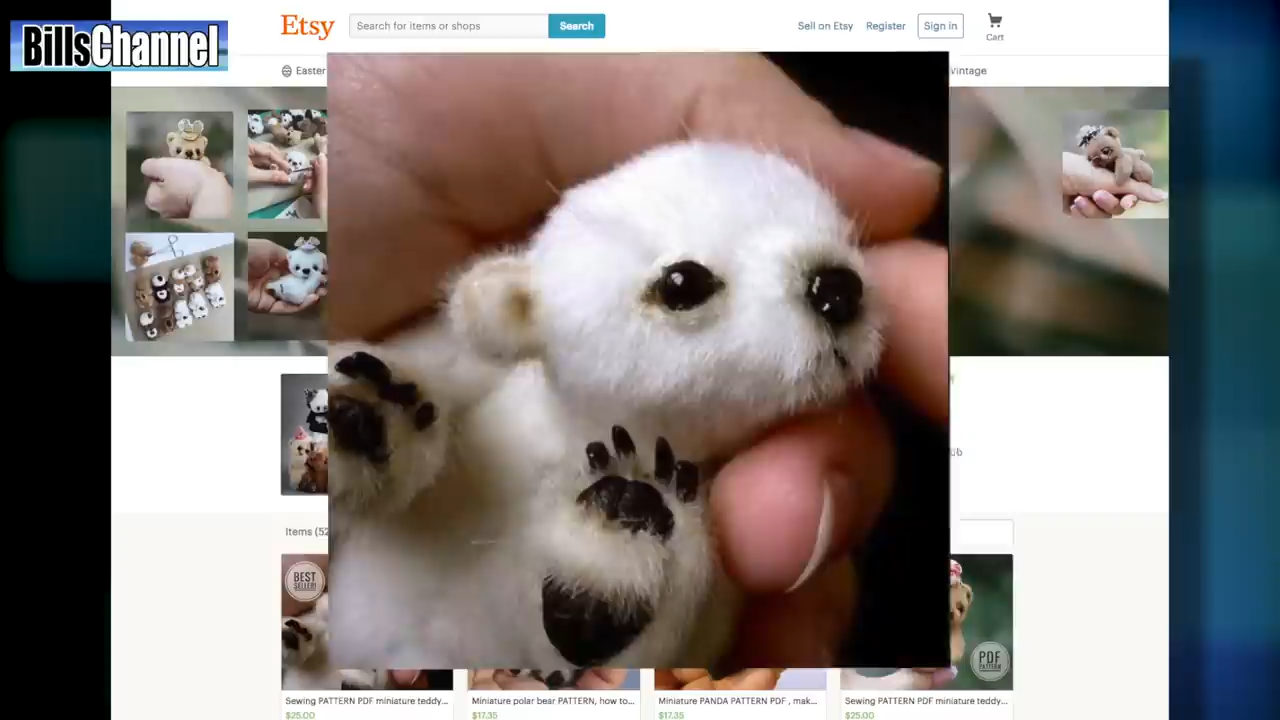 BillsChannel
Etsy
Search for items or shops
Search
Sell on Etsy
Register
Sign in
Cart
Easter
Vintage
Items (52
BEST
SELLER!
PDF
PATTERN
Sewing PATTERN PDF miniature teddy...
Miniature polar bear PATTERN, how to...
Miniature PANDA PATTERN PDF , mak...
Sewing PATTERN PDF miniature teddy...
$25.00
$17.35
$17.35
$25.00